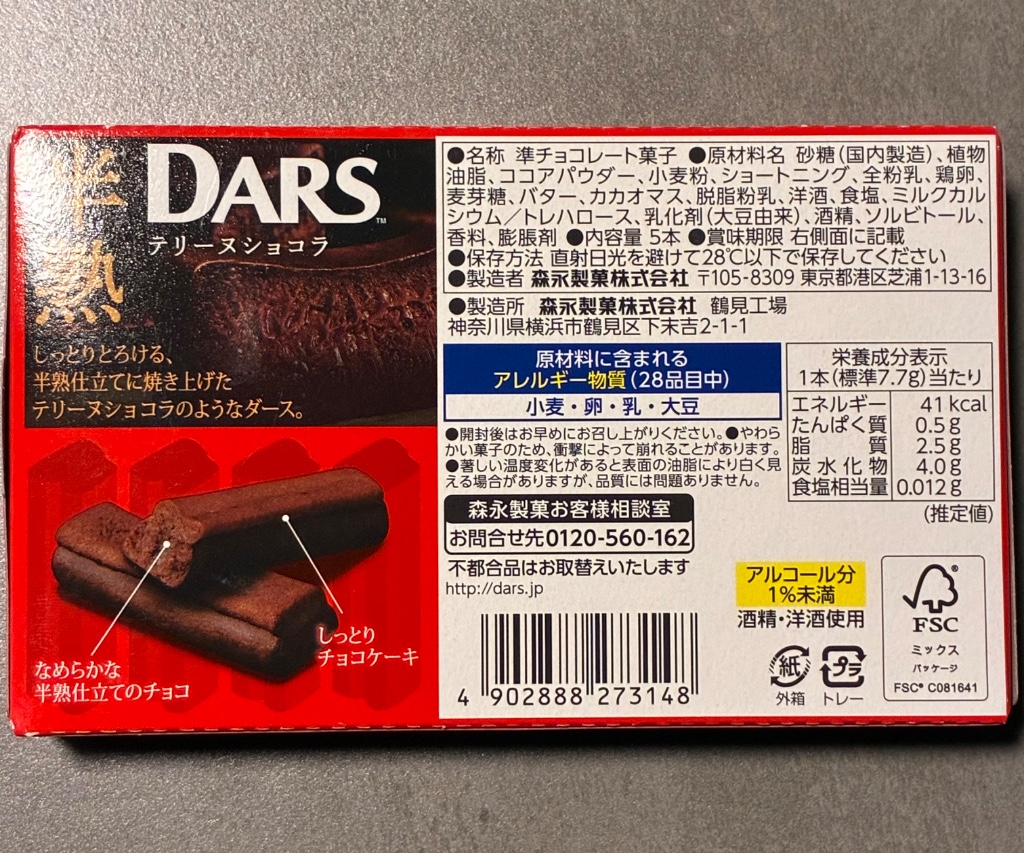 半熟
DARS™
テリーヌショコラ
しっとりとろける、
半熟仕立てに焼き上げた
テリーヌショコラのようなダース。
しっとり
チョコケーキ
なめらかな
半熟仕立てのチョコ
●名称 準チョコレート菓子 ●原材料名 砂糖(国内製造)、植物
油脂、ココアパウダー、小麦粉、ショートニング、全粉乳、鶏卵、
麦芽糖、バター、カカオマス、脱脂粉乳、洋酒、食塩、ミルクカル
シウム/トレハロース、乳化剤(大豆由来)、酒精、ソルビトール、
香料、膨脹剤 ●内容量 5本 ●賞味期限 右側面に記載
●保存方法 直射日光を避けて28℃以下で保存してください
●製造者 森永製菓株式会社 〒105-8309 東京都港区芝浦1-13-16
●製造所 森永製菓株式会社 鶴見工場
神奈川県横浜市鶴見区下末吉2-1-1
原材料に含まれる
アレルギー物質(28品目中)
小麦・卵・乳・大豆
●開封後はお早めにお召し上がりください。●やわら
かい菓子のため、衝撃によって崩れることがあります。
●著しい温度変化があると表面の油脂により白く見
える場合がありますが、品質には問題ありません。
森永製菓お客様相談室
お問合せ先0120-560-162
不都合品はお取替えいたします
http://dars.jp
4 902888 273148
栄養成分表示
1本(標準7.7g)当たり
エネルギー 41kcal
たんぱく質 0.5g
脂質 2.5g
炭水化物 4.0g
食塩相当量 0.012g
(推定値)
アルコール分
1%未満
酒精・洋酒使用
紙 プラ
外箱 トレー
FSC®
ミックス
パッケージ
FSC® C081641